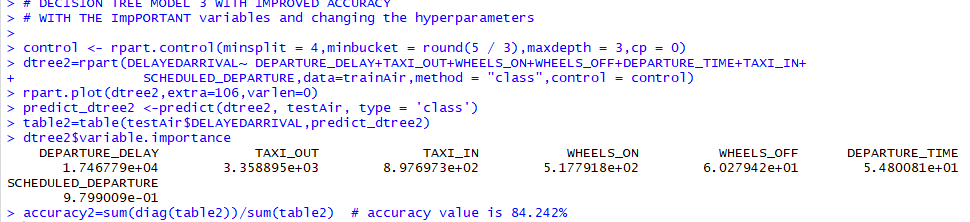 > # DECISION TREE MODEL 3 WITH IMPROVED ACCURACY
> # WITH THE ImpPORTANT variables and changing the hyperparameters
>
> control <- rpart.control(minsplit = 4,minbucket = round(5 / 3),maxdepth = 3,cp = 0)
> dtree2=rpart(DELAYEDARRIVAL~ DEPARTURE_DELAY+TAXI_OUT+WHEELS_ON+WHEELS_OFF+DEPARTURE_TIME+TAXI_IN+
+ SCHEDULED_DEPARTURE,data=trainAir,method = "class",control = control)
> rpart.plot(dtree2,extra=106,varlen=0)
> predict_dtree2 <-predict(dtree2, testAir, type = 'class')
> table2=table(testAir$DELAYEDARRIVAL,predict_dtree2)
> dtree2$variable.importance
DEPARTURE_DELAY TAXI_OUT TAXI_IN WHEELS_ON WHEELS_OFF DEPARTURE_TIME
1.746779e+04 3.358895e+03 8.976373e+02 5.177918e+02 6.027942e+01 5.480081e+01
SCHEDULED_DEPARTURE
9.799009e-01
> accuracy2=sum(diag(table2))/sum(table2) # accuracy value is 84.242%